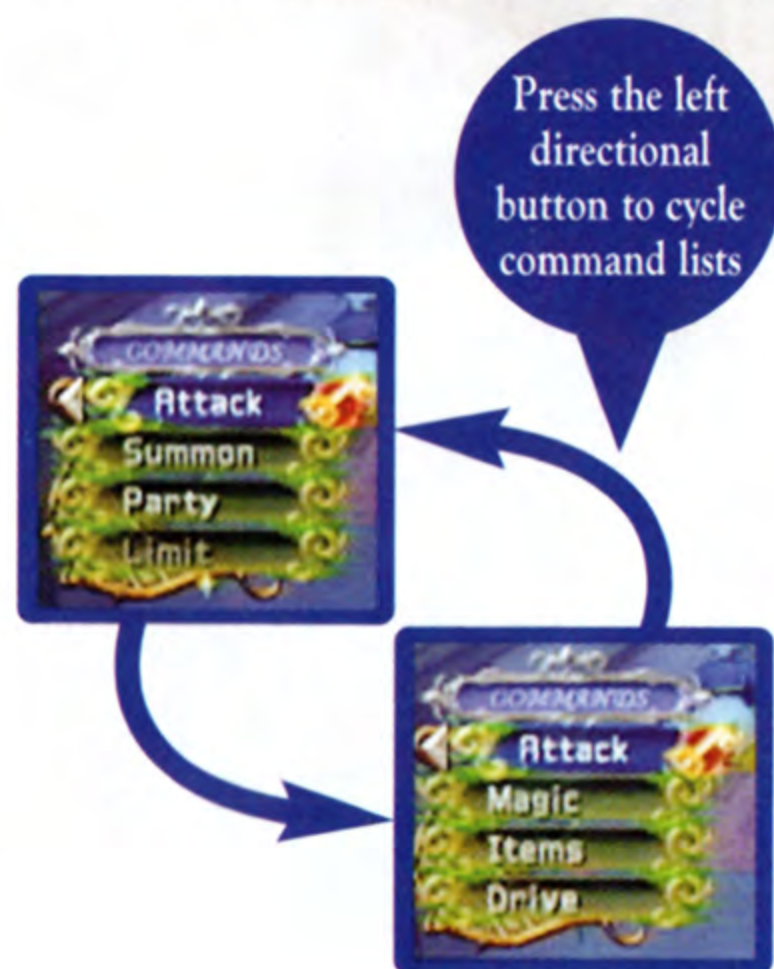 Press the left
directional
button to cycle
command lists
COMMANDS
Attack
Summon
Party
Limit
COMMANDS
Attack
Magic
Items
Drive